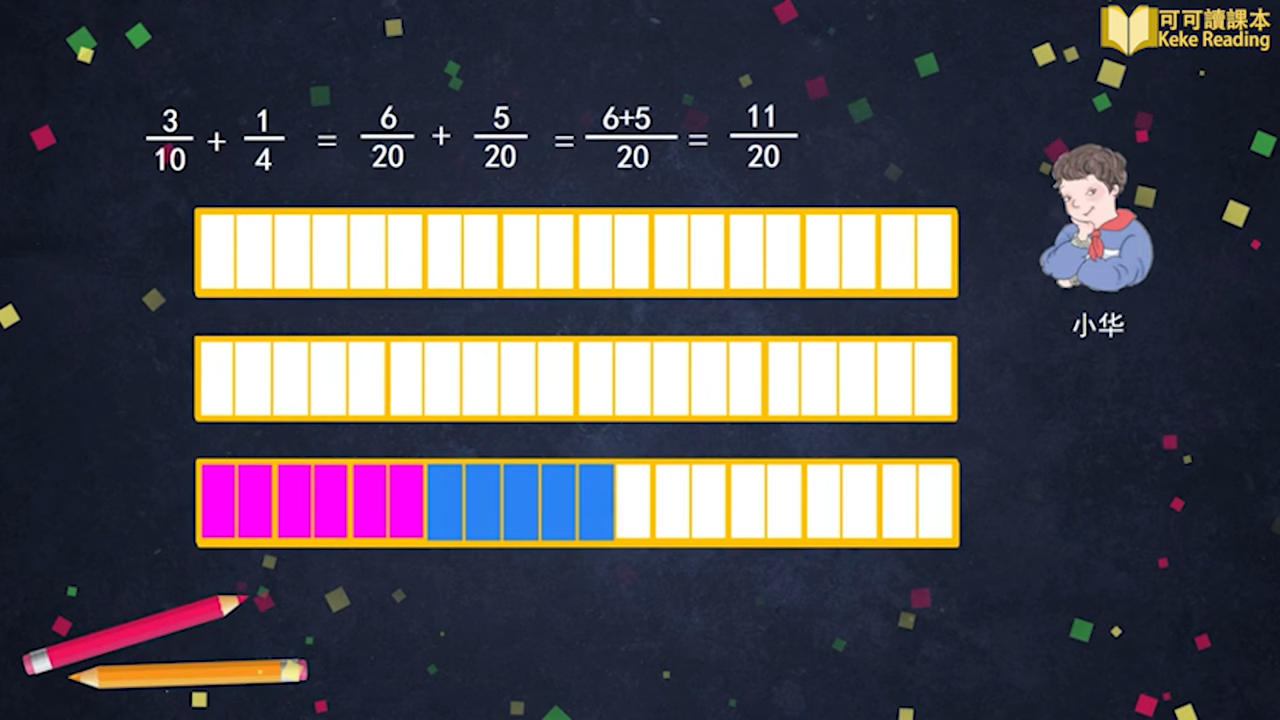 可可讀課本
Keke Reading
3/10 + 1/4 = 6/20 + 5/20 = 6+5/20 = 11/20
小华